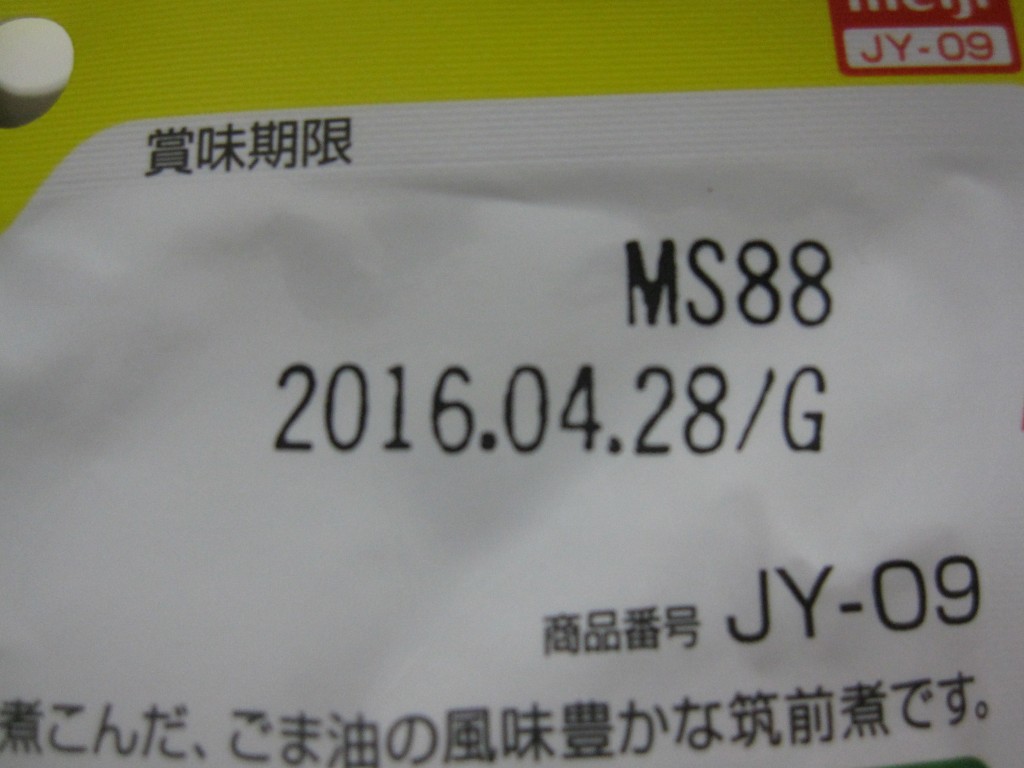 meiji
JY-09
賞味期限
MS88
2016.04.28/G
商品番号 JY-09
煮こんだ、ごま油の風味豊かな筑前煮です。